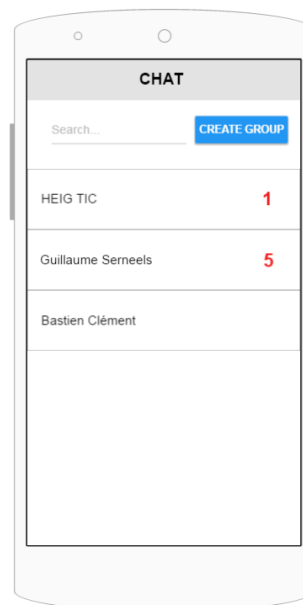 CHAT
Search... CREATE GROUP
HEIG TIC 1
Guillaume Serneels 5
Bastien Clément